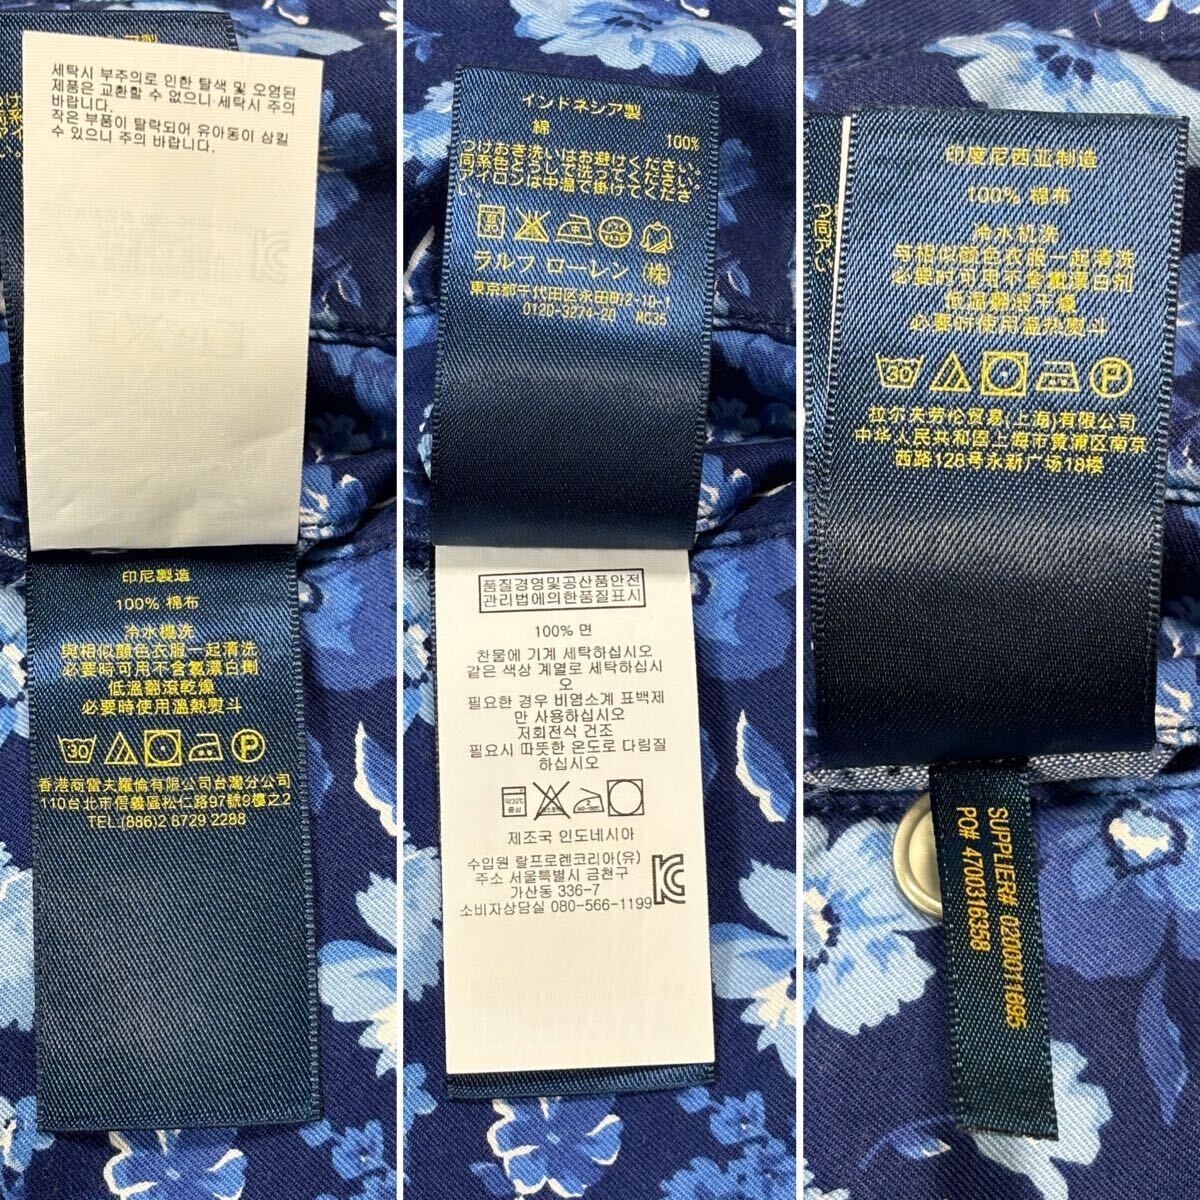 세탁시 부주의로 인한 탈색 및 오염된
제품은 교환할 수 없으니 세탁시 주의
바랍니다.
작은 부품이 탈락되어 유아동이 삼킬
수 있으니 주의 바랍니다.
印尼製造
100% 棉布
冷水機洗
與相似顏色衣服一起清洗
必要時可用不含氯漂白劑
低溫翻滾乾燥
必要時使用溫熱熨斗
30
P
香港商雷夫羅倫有限公司台灣分公司
110台北市信義區松仁路97號9樓之2
TEL:(886)2 8729 2288
インドネシア製
綿 100%
つけおき洗いはお避けください。
同系色どうしで洗ってください。
アイロンは中温で掛けてください。
ラルフ ローレン (株)
東京都千代田区永田町2-10-1
0120-3274-20 MC35
품질경영및공산품안전
관리법에의한품질표시
100% 면
찬물에 기계 세탁하십시오
같은 색상 계열로 세탁하십시
오
필요한 경우 비염소계 표백제
만 사용하십시오
저회전식 건조
필요시 따뜻한 온도로 다림질
하십시오
약30℃
중성
제조국 인도네시아
수입원 랄프로렌코리아(유)
주소 서울특별시 금천구
가산동 336-7
소비자상담실 080-566-1199
印度尼西亚制造
100% 棉布
冷水机洗
与相似颜色衣服一起清洗
必要时可用不含氯漂白剂
低温翻滚干燥
必要时使用温热熨斗
30
P
拉尔夫劳伦贸易(上海)有限公司
中华人民共和国上海市黄浦区南京
西路128号永新广场18楼
SUPPLIER# 0200011695
PO# 4700316358